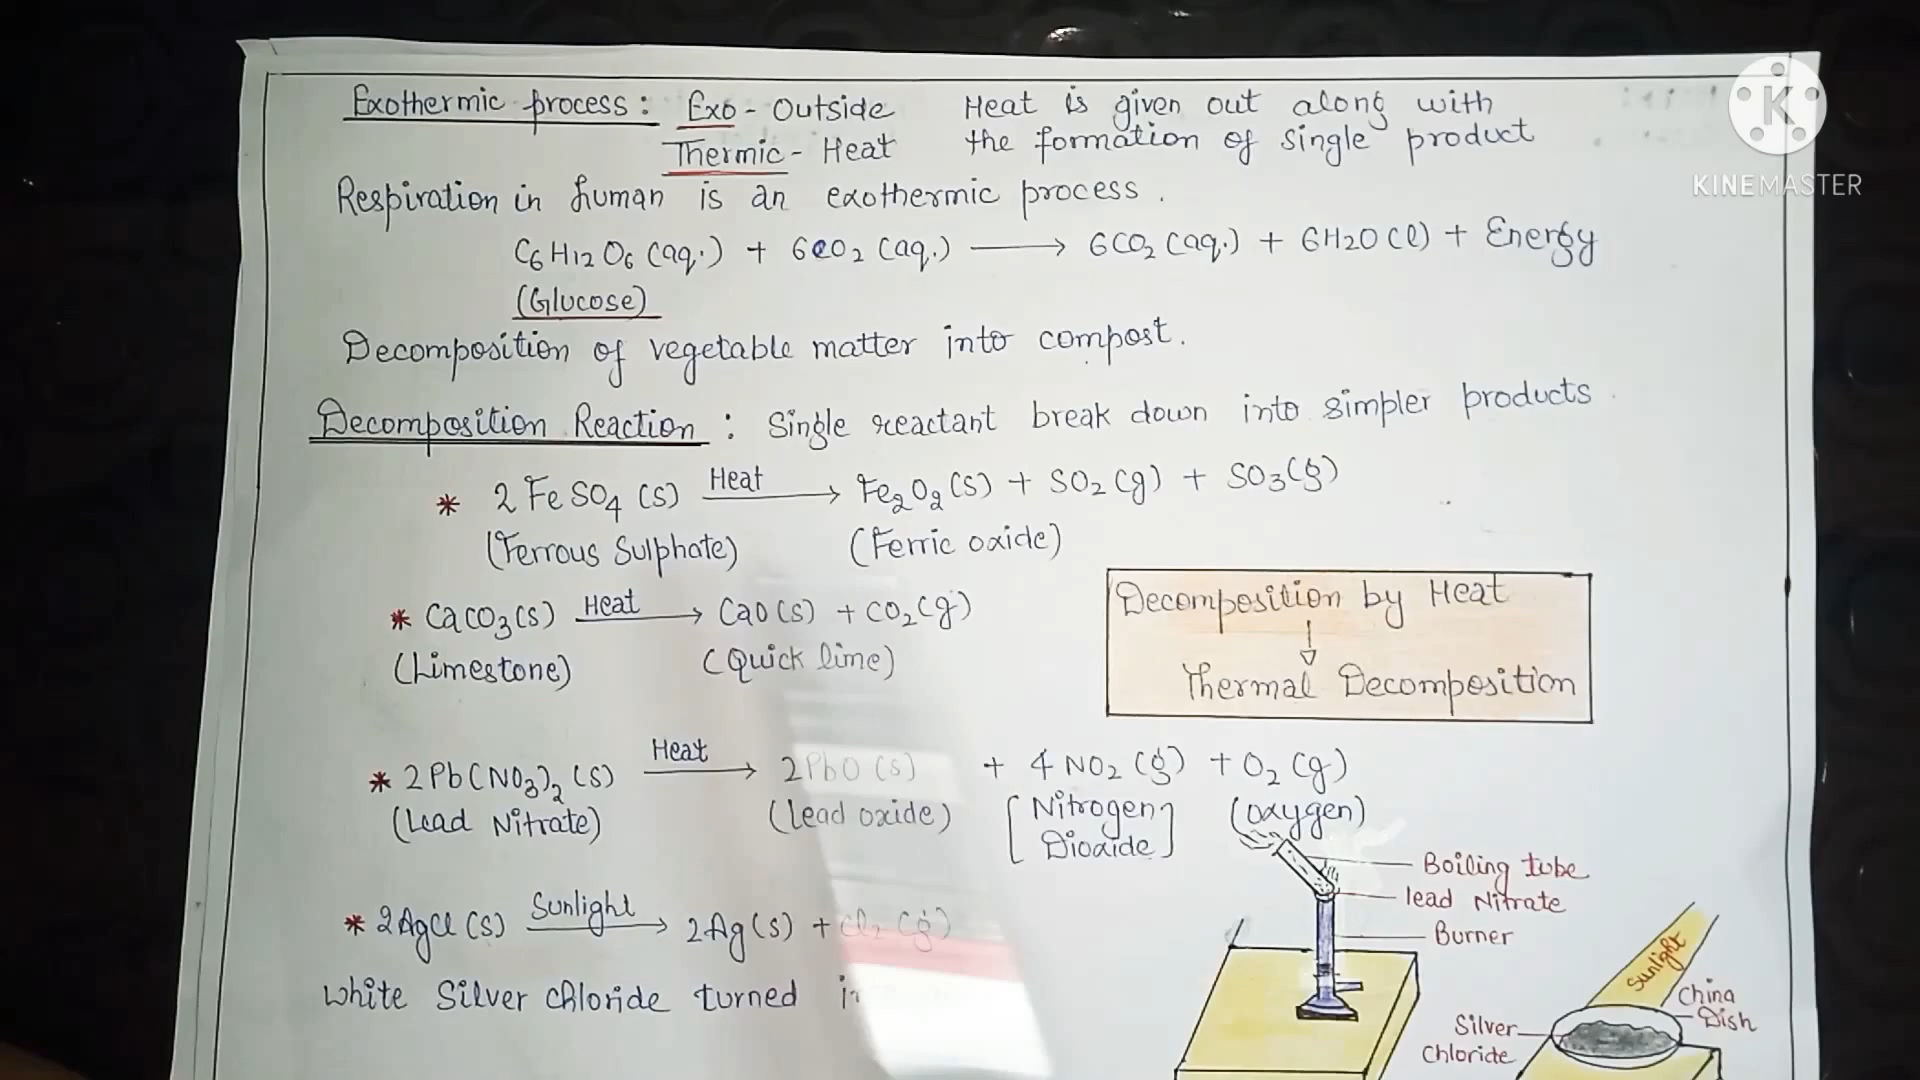 Exothermic process : Exo - Outside Heat is given out along with
Thermic - Heat the formation of single product
Respiration in human is an exothermic process .
C6H12O6 (aq.) + 6CO2 (aq.) → 6CO2 (aq.) + 6H2O (l) + Energy
(Glucose)
Decomposition of vegetable matter into compost.
Decomposition Reaction : Single reactant break down into simpler products .
* 2 FeSO4 (s) Heat → Fe2O2 (s) + SO2 (g) + SO3 (g)
(Ferrous Sulphate) (Ferric oxide)
* CaCO3 (s) Heat → CaO (s) + CO2 (g)
(Limestone) (Quick lime)
Decomposition by Heat
↓
Thermal Decomposition
* 2Pb(NO3)2 (s) Heat → 2PbO (s) + 4 NO2 (g) + O2 (g)
(Lead Nitrate) (Lead oxide) [Nitrogen Dioxide] (oxygen)
* 2AgCl (s) Sunlight → 2Ag (s) + Cl2 (g)
White Silver chloride turned
Boiling tube
lead Nitrate
Burner
Sunlight
China Dish
Silver Chloride
K
KINEMASTER